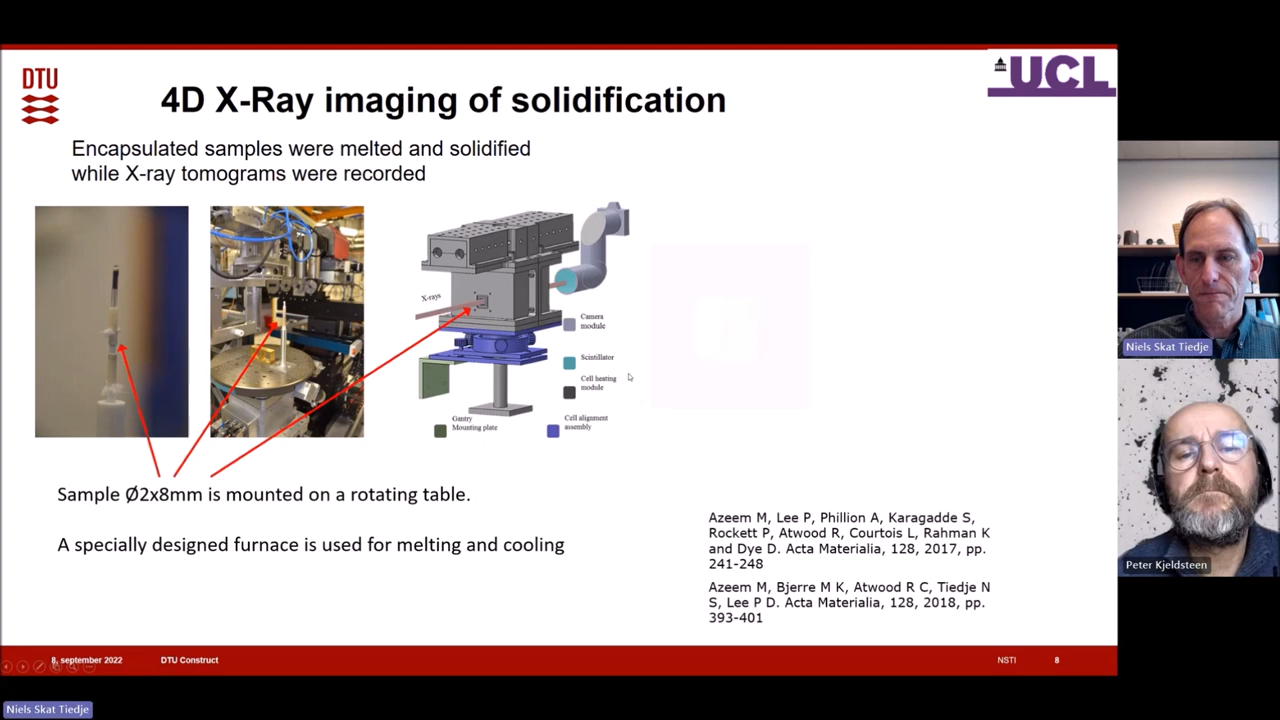 DTU
4D X-Ray imaging of solidification
UCL
Encapsulated samples were melted and solidified
while X-ray tomograms were recorded
X-rays
Camera
module
Scintillator
Cell heating
module
Gantry
Mounting plate
Cell alignment
assembly
Sample Ø2x8mm is mounted on a rotating table.
A specially designed furnace is used for melting and cooling
Azeem M, Lee P, Phillion A, Karagadde S,
Rockett P, Atwood R, Courtois L, Rahman K
and Dye D. Acta Materialia, 128, 2017, pp.
241-248
Azeem M, Bjerre M K, Atwood R C, Tiedje N
S, Lee P D. Acta Materialia, 128, 2018, pp.
393-401
8. september 2022
DTU Construct
NSTI
8
Niels Skat Tiedje
Peter Kjeldsteen
Niels Skat Tiedje